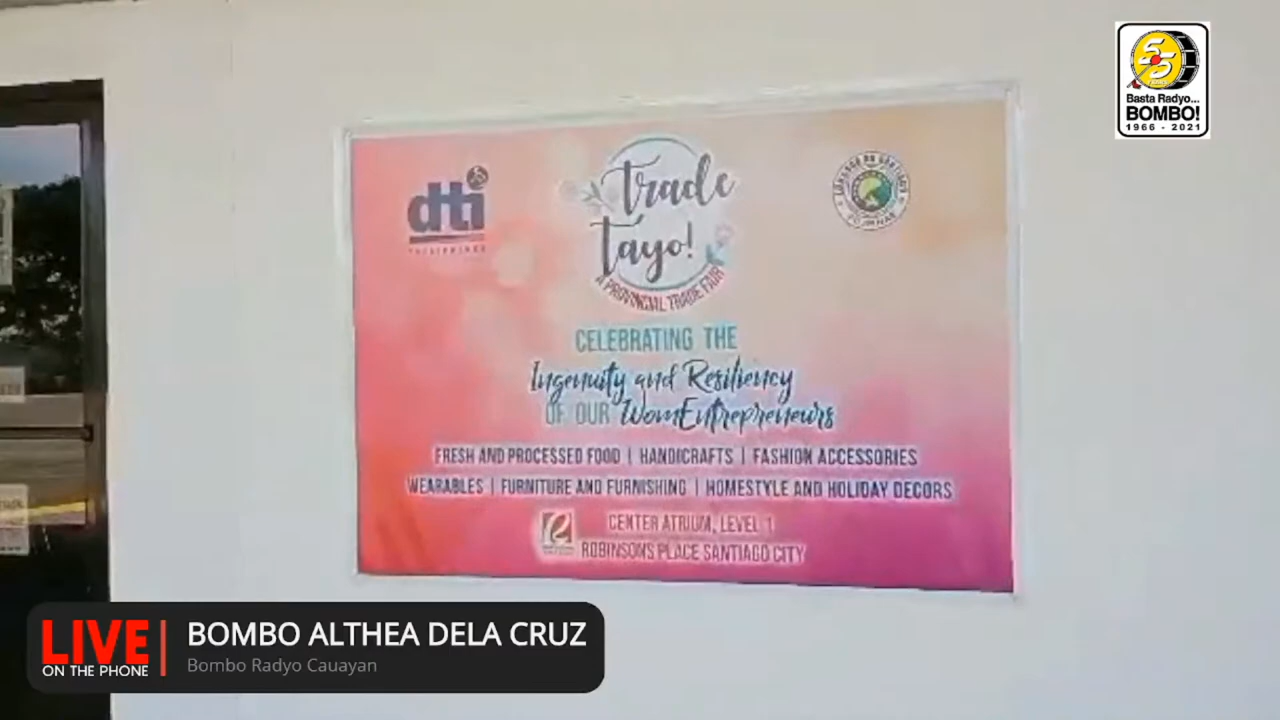 55
Basta Radyo...
BOMBO!
1966 - 2021
dti
PHILIPPINES
trade
tayo!
A PROVINCIAL TRADE FAIR
CELEBRATING THE
Ingenuity and Resiliency
OF OUR WomEntrepreneurs
FRESH AND PROCESSED FOOD | HANDICRAFTS | FASHION ACCESSORIES
WEARABLES | FURNITURE AND FURNISHING | HOMESTYLE AND HOLIDAY DECORS
CENTER ATRIUM, LEVEL 1
ROBINSONS PLACE SANTIAGO CITY
LIVE
ON THE PHONE
BOMBO ALTHEA DELA CRUZ
Bombo Radyo Cauayan